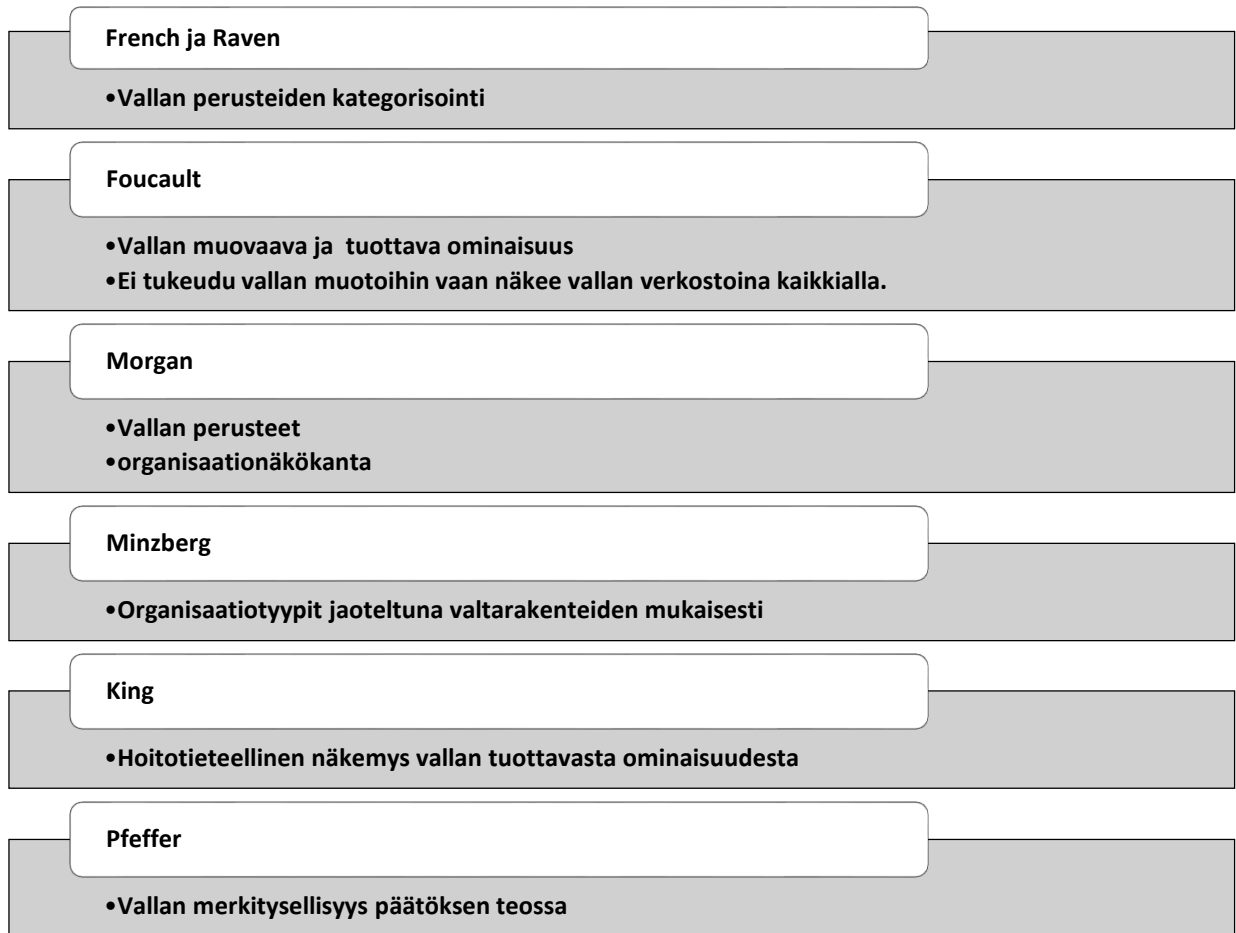 French ja Raven
•Vallan perusteiden kategorisointi
Foucault
•Vallan muovaava ja tuottava ominaisuus
•Ei tukeudu vallan muotoihin vaan näkee vallan verkostoina kaikkialla.
Morgan
•Vallan perusteet
•organisaationäkökanta
Minzberg
•Organisaatiotyypit jaoteltuna valtarakenteiden mukaisesti
King
•Hoitotieteellinen näkemys vallan tuottavasta ominaisuudesta
Pfeffer
•Vallan merkitysellisyys päätöksen teossa